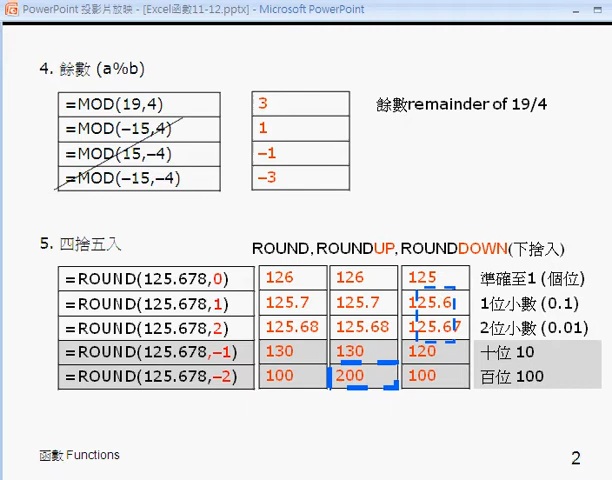 PowerPoint 投影片放映 - [Excel函數11-12.pptx] - Microsoft PowerPoint
4. 餘數 (a%b)
=MOD(19,4) 3 餘數remainder of 19/4
=MOD(–15,4) 1
=MOD(15,–4) –1
=MOD(–15,–4) –3
5. 四捨五入
ROUND, ROUNDUP, ROUNDDOWN(下捨入)
=ROUND(125.678,0) 126 126 125 準確至1 (個位)
=ROUND(125.678,1) 125.7 125.7 125.6 1位小數 (0.1)
=ROUND(125.678,2) 125.68 125.68 125.67 2位小數 (0.01)
=ROUND(125.678,–1) 130 130 120 十位 10
=ROUND(125.678,–2) 100 200 100 百位 100
函數 Functions
2